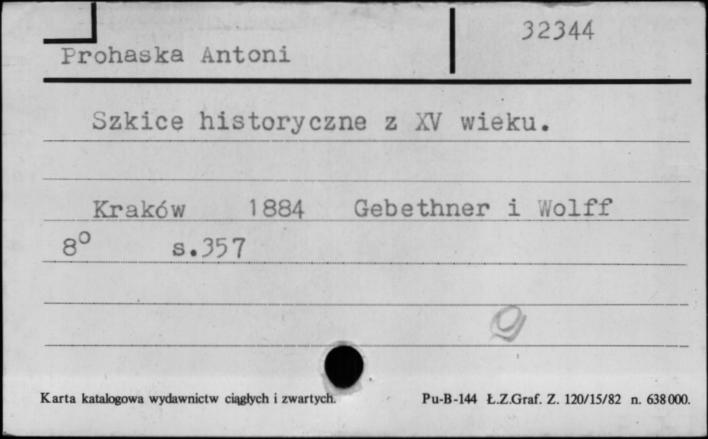 32344
Prohaska Antoni
Szkice historyczne z XV wieku.
Kraków 1884 Gebethner i Wolff
8° s.357
Karta katalogowa wydawnictw ciągłych i zwartych. Pu-B-144 Ł.Z.Graf. Z. 120/15/82 n. 638000.